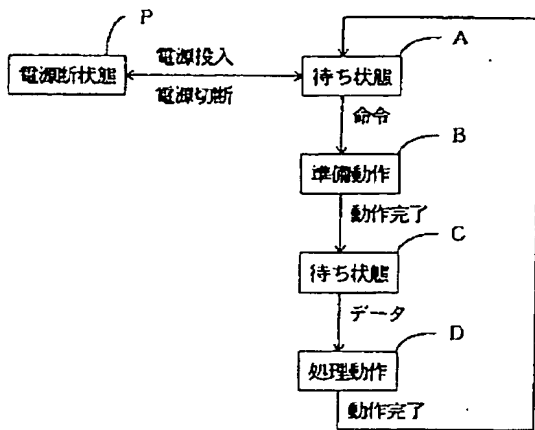 P
電源断状態
電源投入
電源切断
A
待ち状態
命令
B
準備動作
動作完了
C
待ち状態
データ
D
処理動作
動作完了